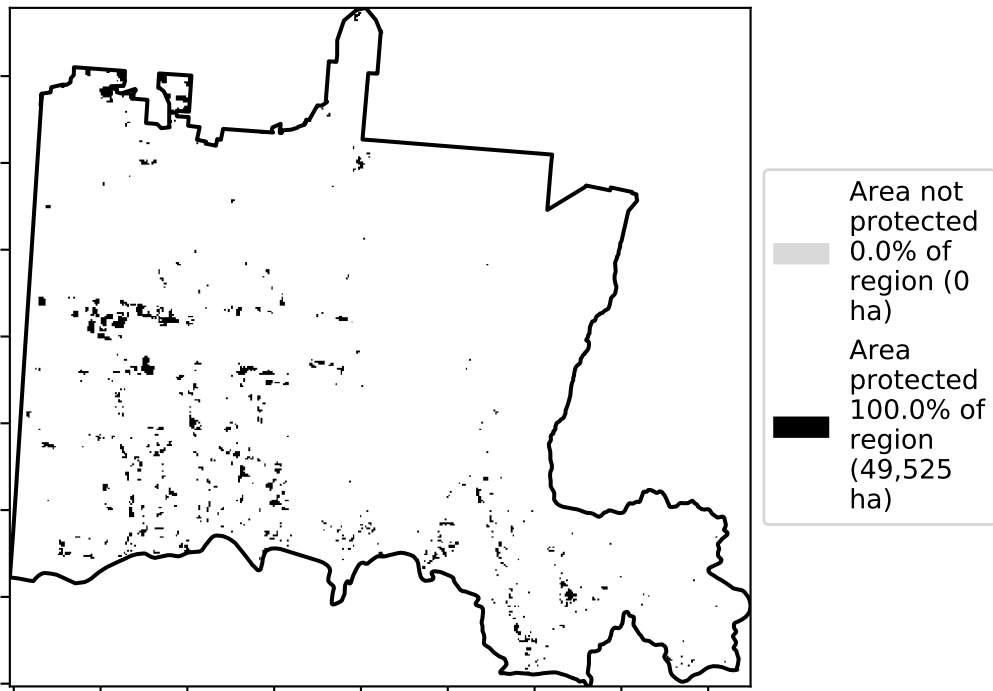 Area not
protected
0.0% of
region (0
ha)
Area
protected
100.0% of
region
(49,525
ha)